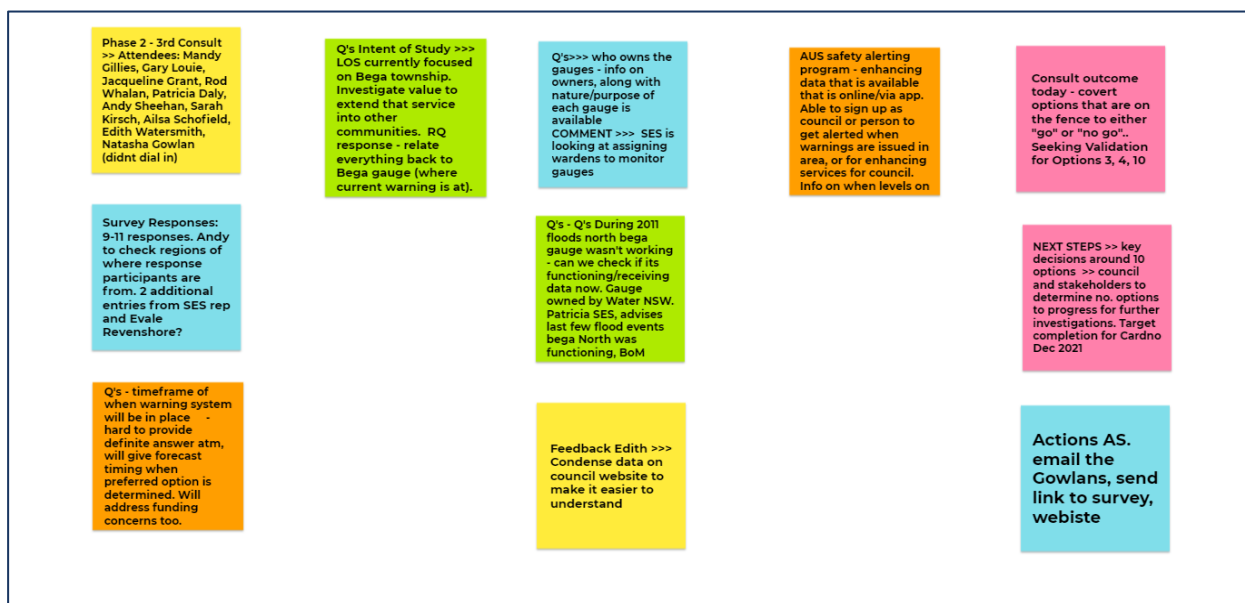 Phase 2 - 3rd Consult
>> Attendees: Mandy
Gillies, Gary Louie,
Jacqueline Grant, Rod
Whalan, Patricia Daly,
Andy Sheehan, Sarah
Kirsch, Ailsa Schofield,
Edith Watersmith,
Natasha Gowlan
(didnt dial in)
Survey Responses:
9-11 responses. Andy
to check regions of
where response
participants are
from. 2 additional
entries from SES rep
and Evale
Revenshore?
Q's - timeframe of
when warning system
will be in place -
hard to provide
definite answer atm,
will give forecast
timing when
preferred option is
determined. Will
address funding
concerns too.
Q's Intent of Study >>>
LOS currently focused
on Bega township.
Investigate value to
extend that service
into other
communities. RQ
response - relate
everything back to
Bega gauge (where
current warning is at).
Q's>>> who owns the
gauges - info on
owners, along with
nature/purpose of
each gauge is
available
COMMENT >>> SES is
looking at assigning
wardens to monitor
gauges
Q's - Q's During 2011
floods north bega
gauge wasn't working
- can we check if its
functioning/receiving
data now. Gauge
owned by Water NSW.
Patricia SES, advises
last few flood events
bega North was
functioning, BoM
Feedback Edith >>>
Condense data on
council website to
make it easier to
understand
AUS safety alerting
program - enhancing
data that is available
that is online/via app.
Able to sign up as
council or person to
get alerted when
warnings are issued in
area, or for enhancing
services for council.
Info on when levels on
Consult outcome
today - covert
options that are on
the fence to either
"go" or "no go"..
Seeking Validation
for Options 3, 4, 10
NEXT STEPS >> key
decisions around 10
options >> council
and stakeholders to
determine no. options
to progress for further
investigations. Target
completion for Cardno
Dec 2021
Actions AS.
email the
Gowlans, send
link to survey,
webiste